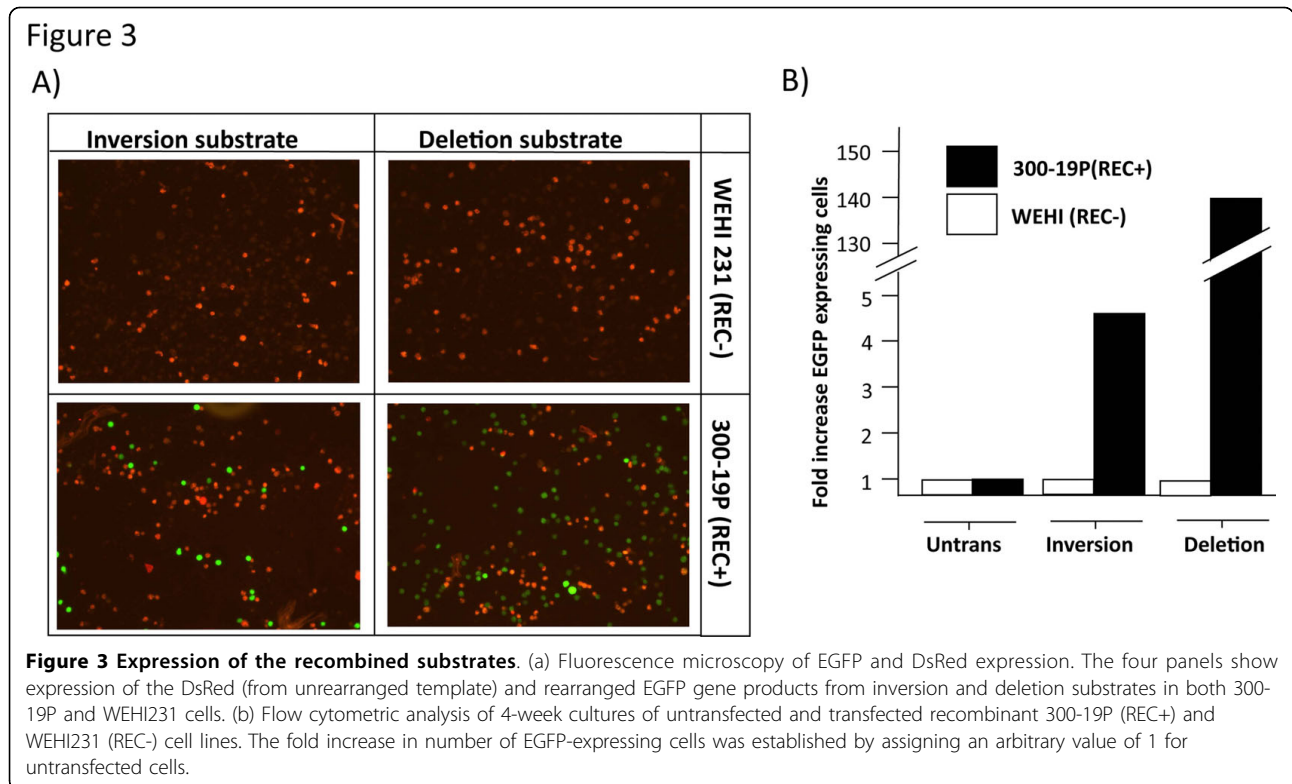 Figure 3
A)
Inversion substrate
Deletion substrate
WEHI 231 (REC-)
300-19P (REC+)
B)
Fold increase EGFP expressing cells
150
140
130
5
4
3
2
1
300-19P(REC+)
WEHI (REC-)
Untrans
Inversion
Deletion
Figure 3 Expression of the recombined substrates. (a) Fluorescence microscopy of EGFP and DsRed expression. The four panels show
expression of the DsRed (from unrearranged template) and rearranged EGFP gene products from inversion and deletion substrates in both 300-
19P and WEHI231 cells. (b) Flow cytometric analysis of 4-week cultures of untransfected and transfected recombinant 300-19P (REC+) and
WEHI231 (REC-) cell lines. The fold increase in number of EGFP-expressing cells was established by assigning an arbitrary value of 1 for
untransfected cells.